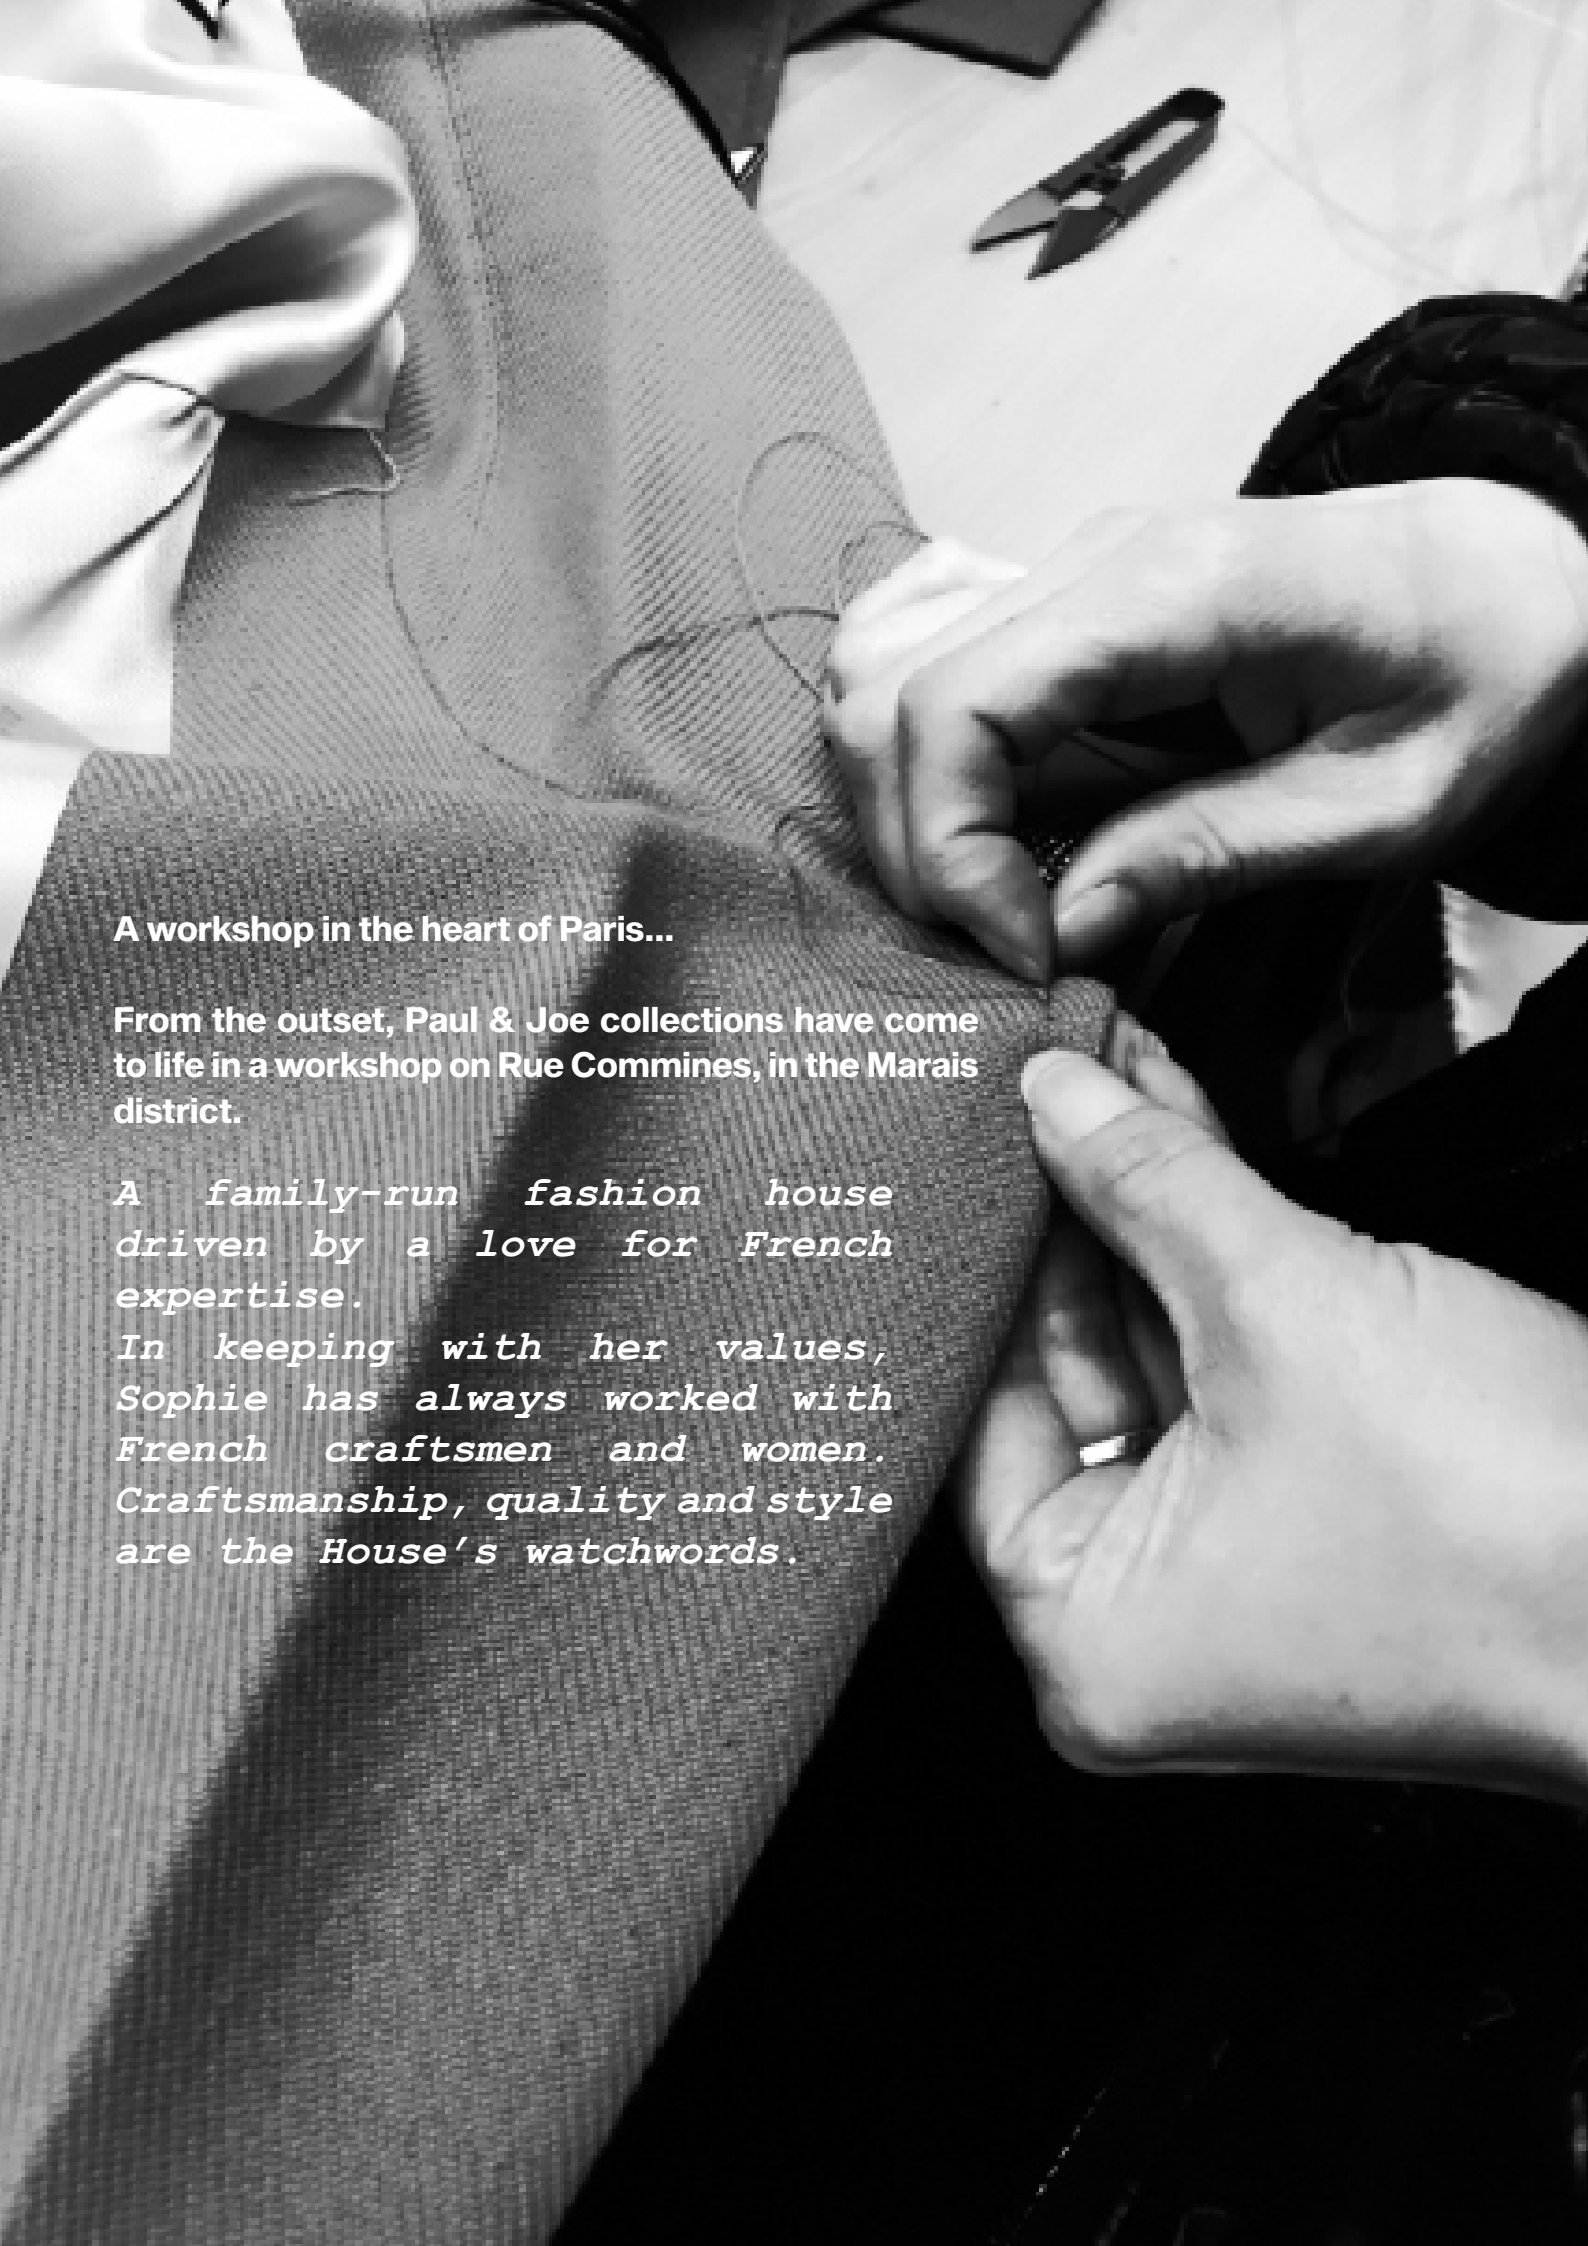 A workshop in the heart of Paris...
From the outset, Paul & Joe collections have come
to life in a workshop on Rue Commines, in the Marais
district.
A family-run fashion house
driven by a love for French
expertise.
In keeping with her values,
Sophie has always worked with
French craftsmen and women.
Craftsmanship, quality and style
are the House’s watchwords.